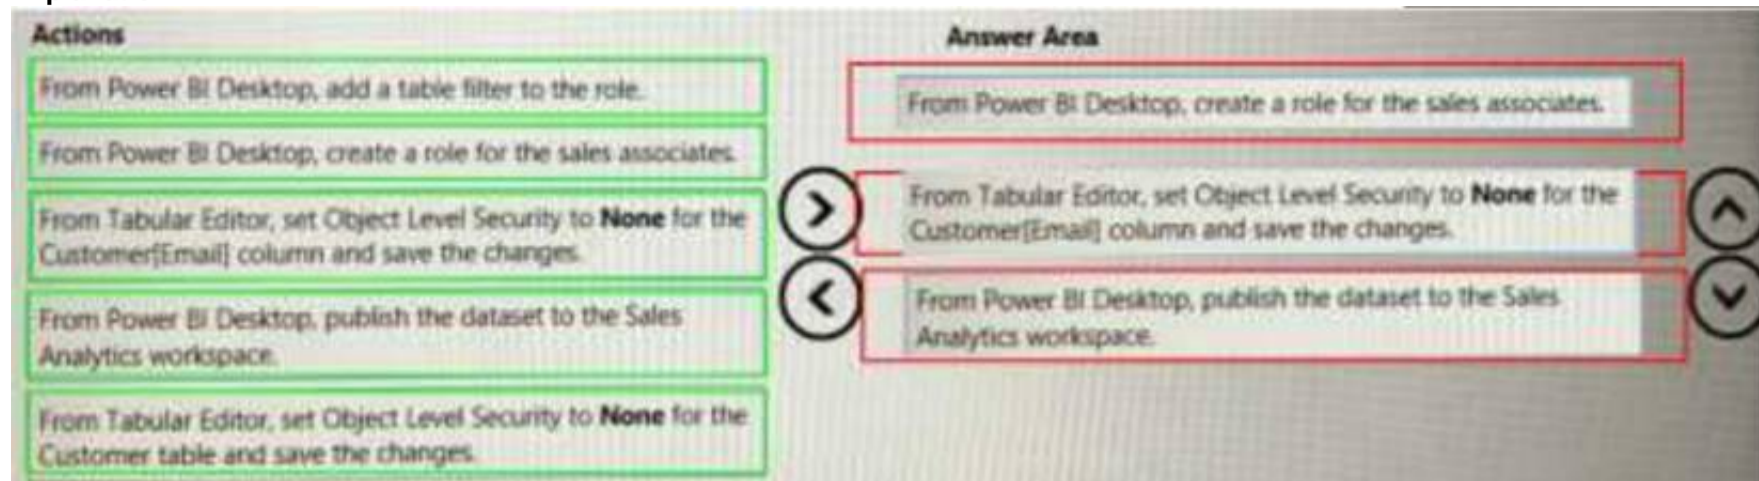 Actions
From Power BI Desktop, add a table filter to the role.
From Power BI Desktop, create a role for the sales associates.
From Tabular Editor, set Object Level Security to None for the
Customer[Email] column and save the changes.
From Power BI Desktop, publish the dataset to the Sales
Analytics workspace.
From Tabular Editor, set Object Level Security to None for the
Customer table and save the changes.
Answer Area
From Power BI Desktop, create a role for the sales associates.
From Tabular Editor, set Object Level Security to None for the
Customer[Email] column and save the changes.
From Power BI Desktop, publish the dataset to the Sales
Analytics workspace.